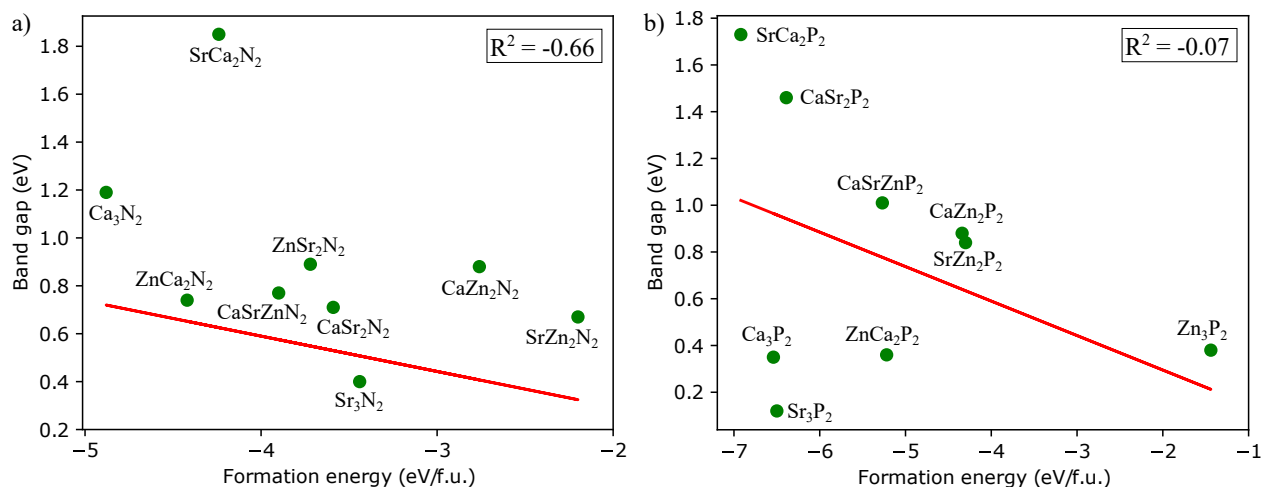 a)
R² = -0.66
1.8
1.6
1.4
1.2
1.0
0.8
0.6
0.4
0.2
Band gap (eV)
SrCa₂N₂
Ca₃N₂
ZnSr₂N₂
ZnCa₂N₂
CaSrZnN₂
CaSr₂N₂
CaZn₂N₂
SrZn₂N₂
Sr₃N₂
−5 −4 −3 −2
Formation energy (eV/f.u.)
b)
R² = -0.07
1.8
1.6
1.4
1.2
1.0
0.8
0.6
0.4
0.2
Band gap (eV)
SrCa₂P₂
CaSr₂P₂
CaSrZnP₂
CaZn₂P₂
SrZn₂P₂
Ca₃P₂
ZnCa₂P₂
Zn₃P₂
Sr₃P₂
−7 −6 −5 −4 −3 −2 −1
Formation energy (eV/f.u.)